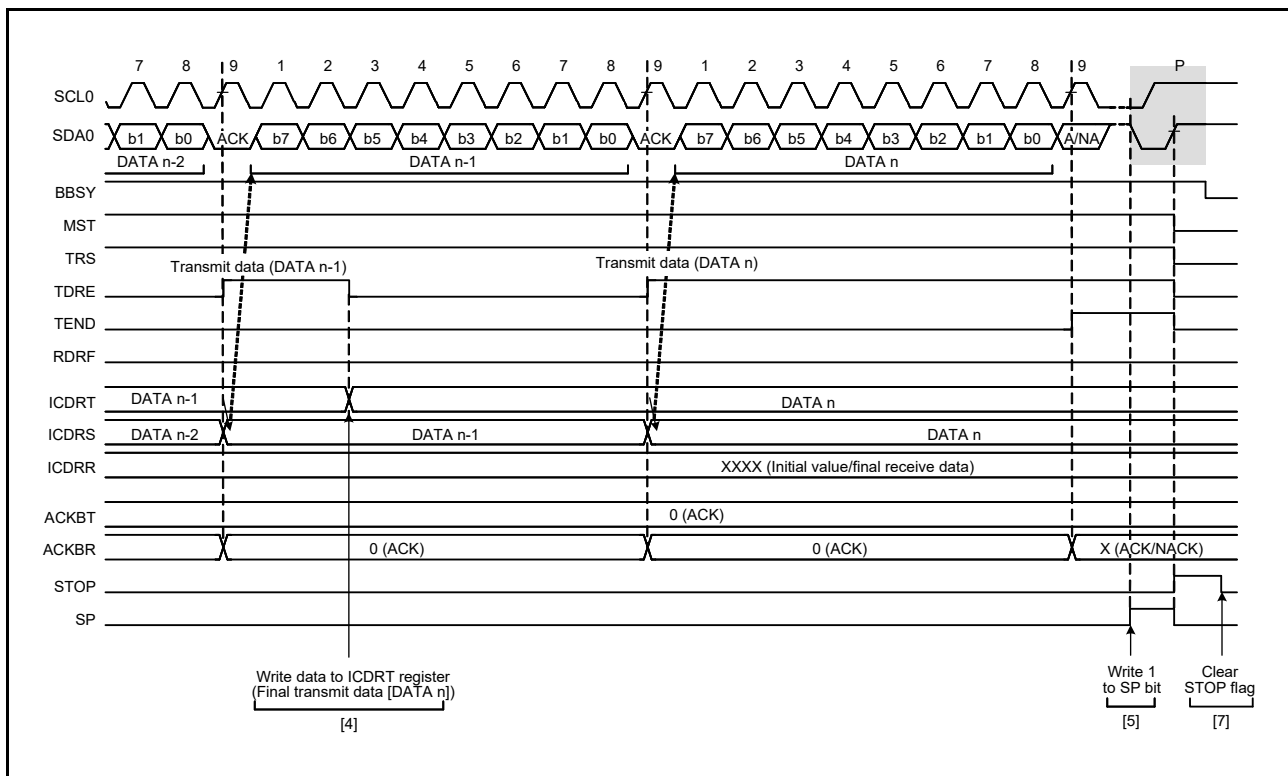 7 8 9 1 2 3 4 5 6 7 8 9 1 2 3 4 5 6 7 8 9 P
SCL0
SDA0 b1 b0 ACK b7 b6 b5 b4 b3 b2 b1 b0 ACK b7 b6 b5 b4 b3 b2 b1 b0 A/NA
DATA n-2 DATA n-1 DATA n
BBSY
MST
TRS
Transmit data (DATA n-1) Transmit data (DATA n)
TDRE
TEND
RDRF
ICDRT DATA n-1 DATA n
ICDRS DATA n-2 DATA n-1 DATA n
ICDRR XXXX (Initial value/final receive data)
ACKBT 0 (ACK)
ACKBR 0 (ACK) 0 (ACK) X (ACK/NACK)
STOP
SP
Write data to ICDRT register
(Final transmit data [DATA n])
[4]
Write 1
to SP bit
[5]
Clear
STOP flag
[7]